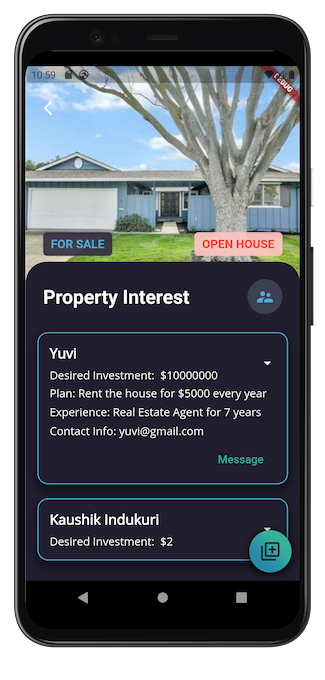 10:59
DEBUG
FOR SALE
OPEN HOUSE
Property Interest
Yuvi
Desired Investment: $10000000
Plan: Rent the house for $5000 every year
Experience: Real Estate Agent for 7 years
Contact Info: yuvi@gmail.com
Message
Kaushik Indukuri
Desired Investment: $2